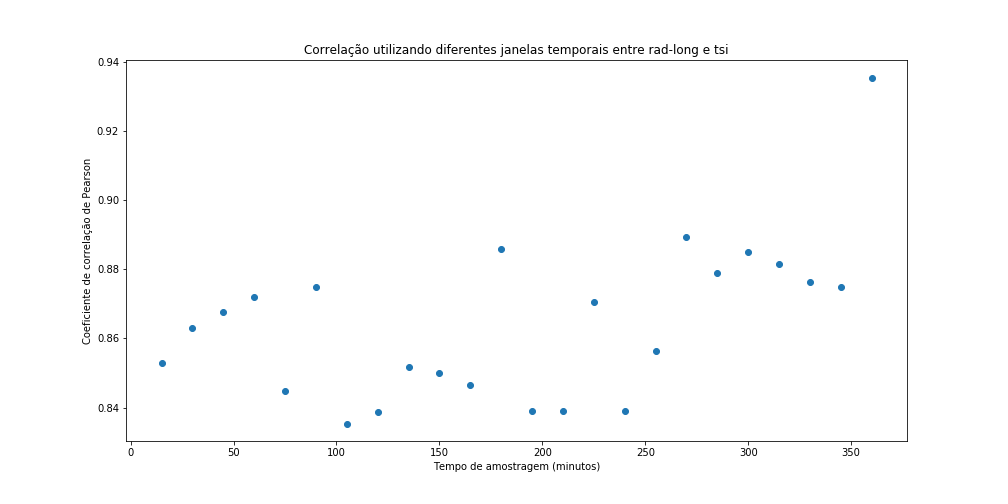 Correlação utilizando diferentes janelas temporais entre rad-long e tsi
0.94
0.92
0.90
0.88
0.86
0.84
Coeficiente de correlação de Pearson
0 50 100 150 200 250 300 350
Tempo de amostragem (minutos)